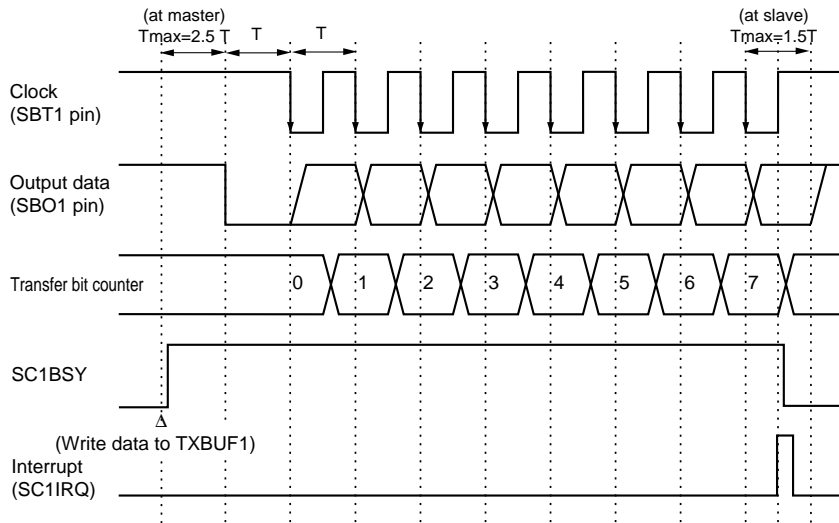 (at master)
Tmax=2.5 T
T
T
(at slave)
Tmax=1.5T
Clock
(SBT1 pin)
Output data
(SBO1 pin)
Transfer bit counter
0 1 2 3 4 5 6 7
SC1BSY
Δ
(Write data to TXBUF1)
Interrupt
(SC1IRQ)